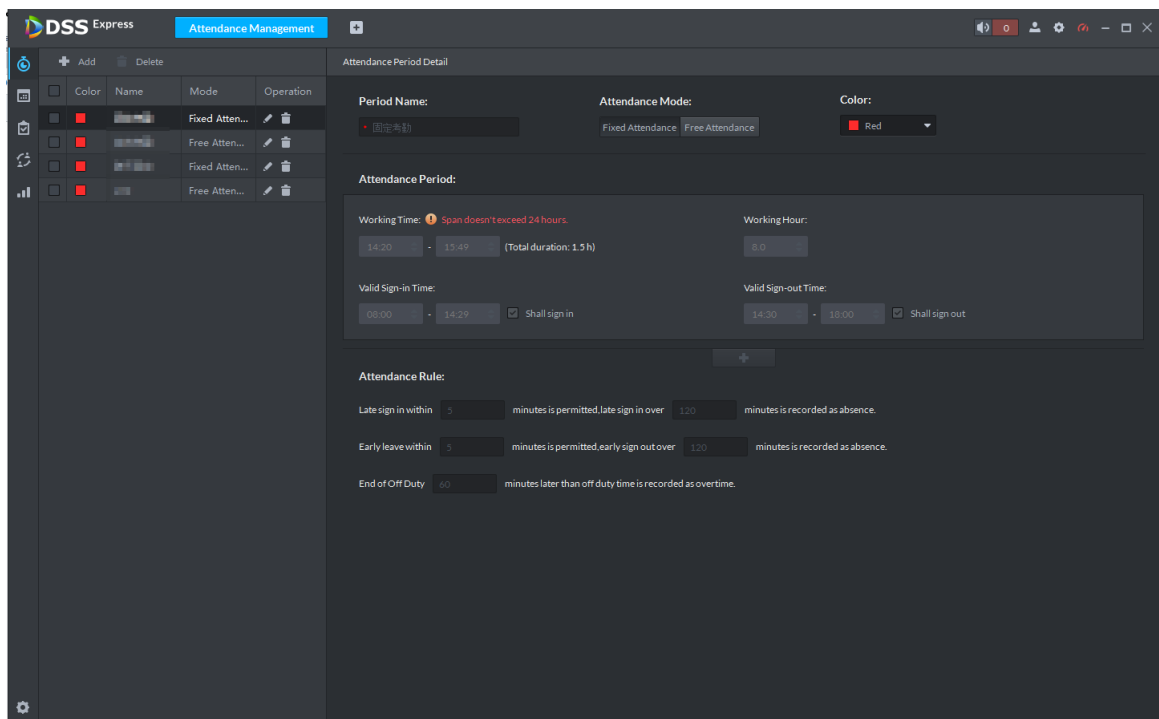 DSS Express
Attendance Management
0
Add Delete
Attendance Period Detail
Color Name Mode Operation
Fixed Atten...
Free Atten...
Fixed Atten...
Free Atten...
Period Name: Attendance Mode: Color:
* 固定考勤 Fixed Attendance Free Attendance Red
Attendance Period:
Working Time: Span doesn't exceed 24 hours. Working Hour:
14:20 - 15:49 (Total duration: 1.5 h) 8.0
Valid Sign-in Time: Valid Sign-out Time:
08:00 - 14:29 Shall sign in 14:30 - 18:00 Shall sign out
Attendance Rule:
Late sign in within 5 minutes is permitted,late sign in over 120 minutes is recorded as absence.
Early leave within 5 minutes is permitted,early sign out over 120 minutes is recorded as absence.
End of Off Duty 60 minutes later than off duty time is recorded as overtime.